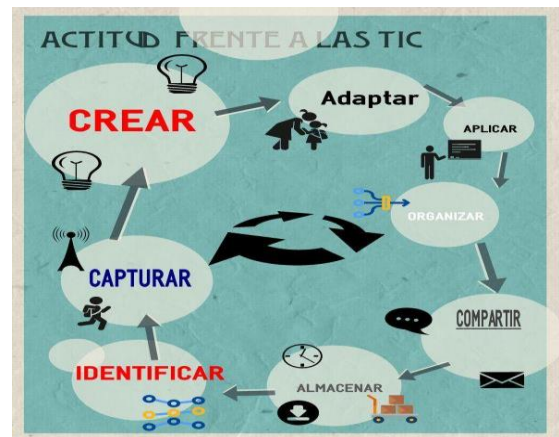 ACTITUD FRENTE A LAS TIC
CREAR
Adaptar
APLICAR
ORGANIZAR
COMPARTIR
ALMACENAR
IDENTIFICAR
CAPTURAR